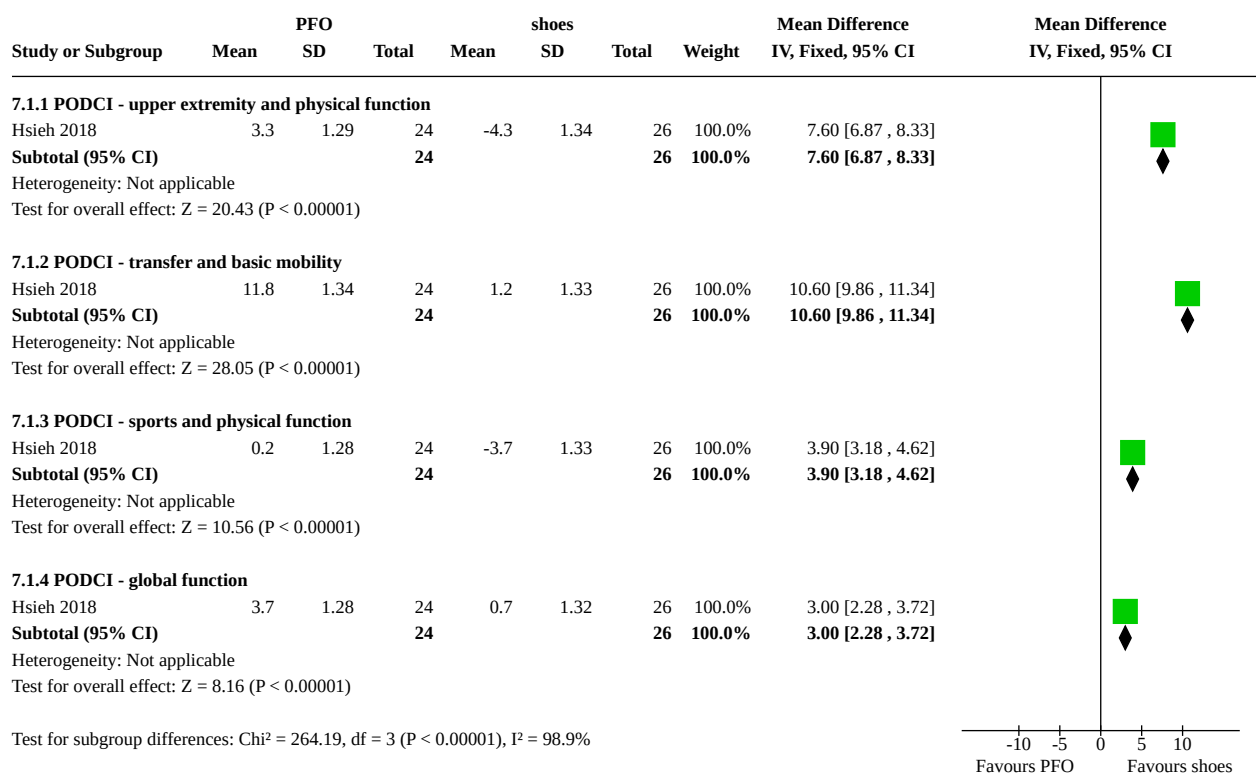 PFO shoes Mean Difference Mean Difference
Study or Subgroup Mean SD Total Mean SD Total Weight IV, Fixed, 95% CI IV, Fixed, 95% CI
7.1.1 PODCI - upper extremity and physical function
Hsieh 2018 3.3 1.29 24 -4.3 1.34 26 100.0% 7.60 [6.87 , 8.33]
Subtotal (95% CI) 24 26 100.0% 7.60 [6.87 , 8.33]
Heterogeneity: Not applicable
Test for overall effect: Z = 20.43 (P < 0.00001)
7.1.2 PODCI - transfer and basic mobility
Hsieh 2018 11.8 1.34 24 1.2 1.33 26 100.0% 10.60 [9.86 , 11.34]
Subtotal (95% CI) 24 26 100.0% 10.60 [9.86 , 11.34]
Heterogeneity: Not applicable
Test for overall effect: Z = 28.05 (P < 0.00001)
7.1.3 PODCI - sports and physical function
Hsieh 2018 0.2 1.28 24 -3.7 1.33 26 100.0% 3.90 [3.18 , 4.62]
Subtotal (95% CI) 24 26 100.0% 3.90 [3.18 , 4.62]
Heterogeneity: Not applicable
Test for overall effect: Z = 10.56 (P < 0.00001)
7.1.4 PODCI - global function
Hsieh 2018 3.7 1.28 24 0.7 1.32 26 100.0% 3.00 [2.28 , 3.72]
Subtotal (95% CI) 24 26 100.0% 3.00 [2.28 , 3.72]
Heterogeneity: Not applicable
Test for overall effect: Z = 8.16 (P < 0.00001)
Test for subgroup differences: Chi² = 264.19, df = 3 (P < 0.00001), I² = 98.9%
-10 -5 0 5 10
Favours PFO Favours shoes